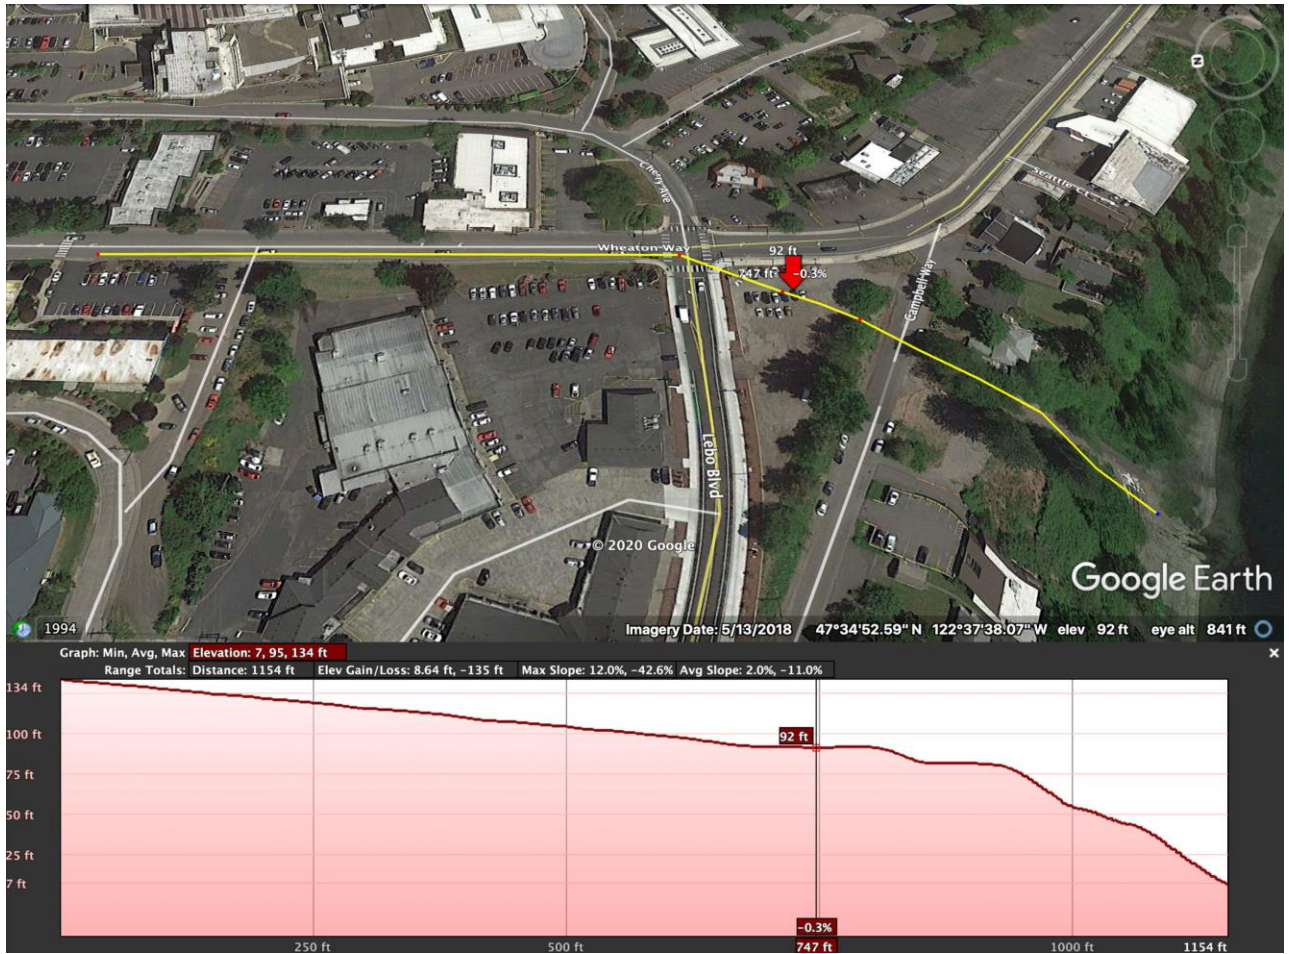 N
Cherry Ave
Seattle Ct
Wheaton Way
92 ft
747 ft -0.3%
Campbell Way
Lebo Blvd
© 2020 Google
Google Earth
1994
Imagery Date: 5/13/2018 47°34'52.59" N 122°37'38.07" W elev 92 ft eye alt 841 ft
Graph: Min, Avg, Max Elevation: 7, 95, 134 ft
Range Totals: Distance: 1154 ft Elev Gain/Loss: 8.64 ft, -135 ft Max Slope: 12.0%, -42.6% Avg Slope: 2.0%, -11.0%
134 ft
100 ft
92 ft
75 ft
50 ft
25 ft
7 ft
-0.3%
250 ft 500 ft 747 ft 1000 ft 1154 ft